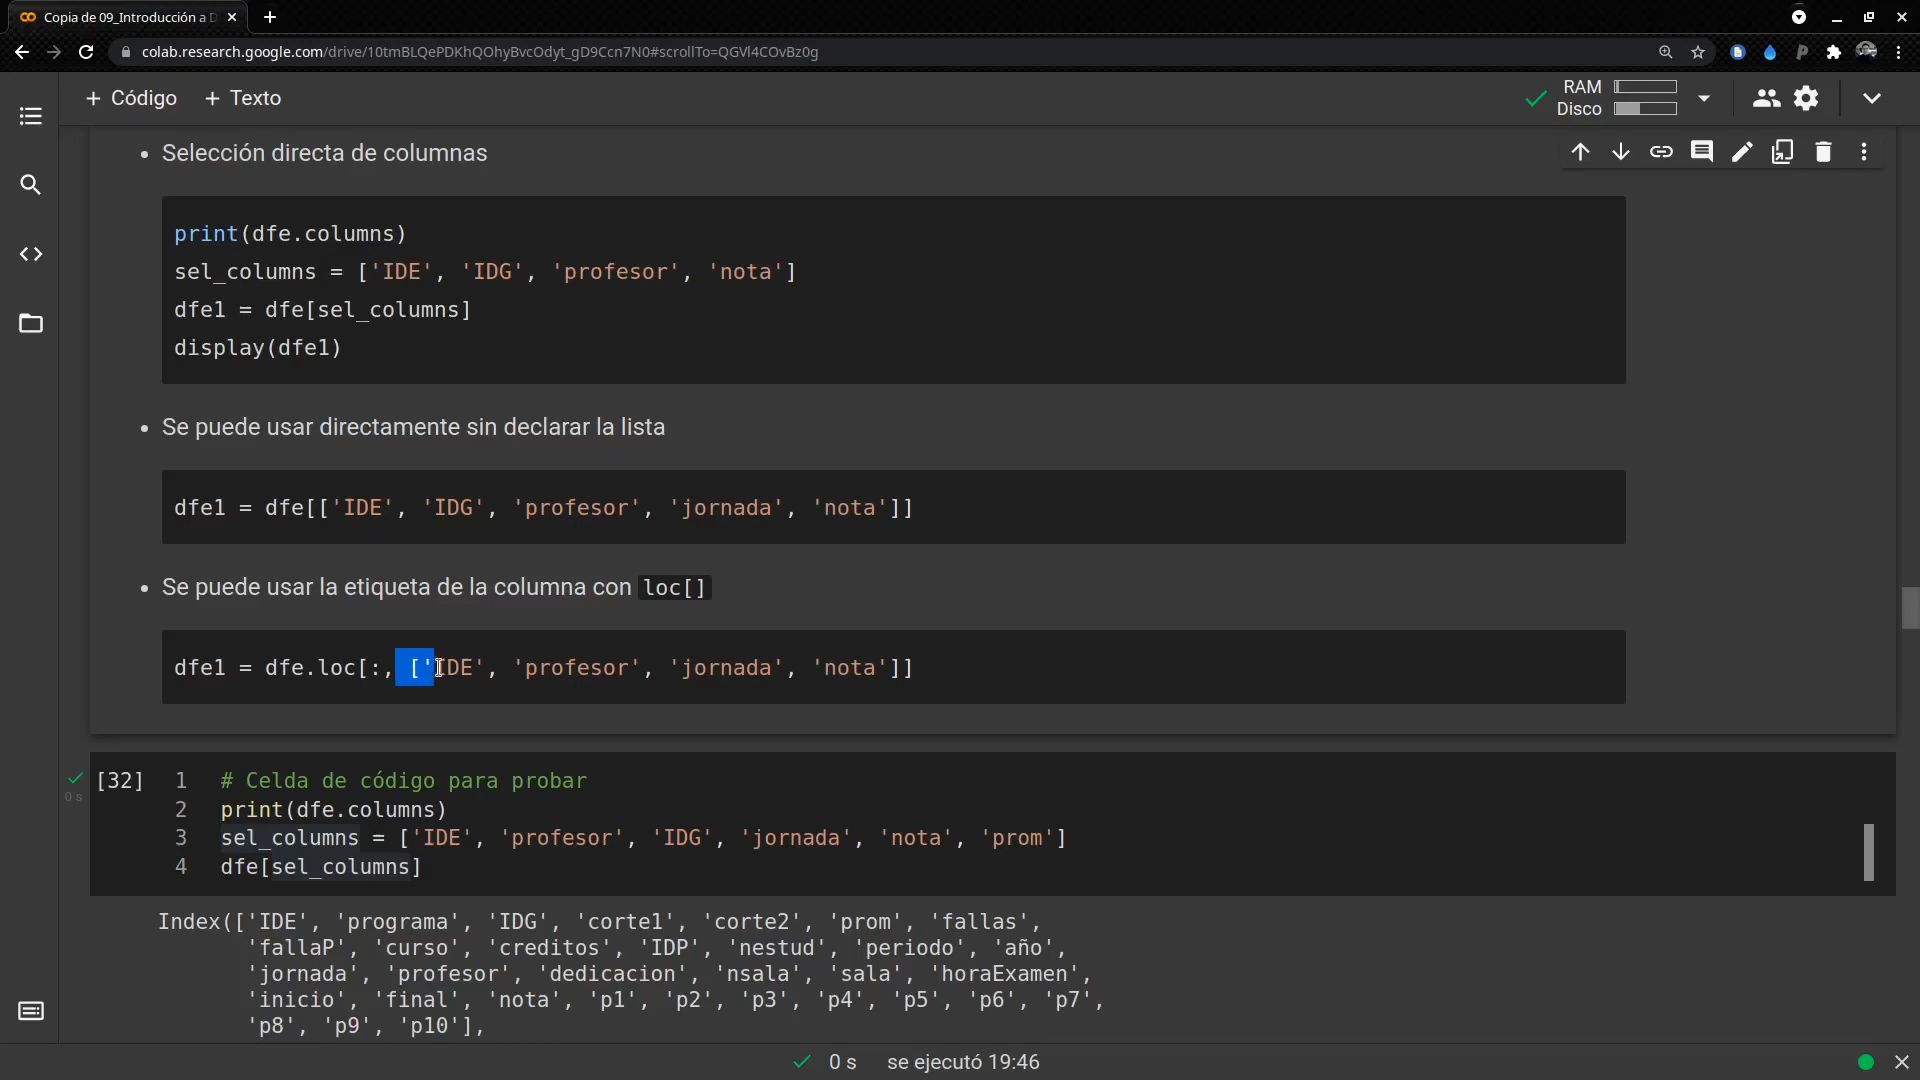 Copia de 09_Introducción a D
colab.research.google.com/drive/10tmBLQePDKhQOhyBvcOdyt_gD9Ccn7N0#scrollTo=QGVl4COvBz0g
+ Código + Texto
RAM
Disco
Selección directa de columnas
print(dfe.columns)
sel_columns = ['IDE', 'IDG', 'profesor', 'nota']
dfe1 = dfe[sel_columns]
display(dfe1)
Se puede usar directamente sin declarar la lista
dfe1 = dfe[['IDE', 'IDG', 'profesor', 'jornada', 'nota']]
Se puede usar la etiqueta de la columna con loc[]
dfe1 = dfe.loc[:, ['IDE', 'profesor', 'jornada', 'nota']]
[32] 1 # Celda de código para probar
0 s
2 print(dfe.columns)
3 sel_columns = ['IDE', 'profesor', 'IDG', 'jornada', 'nota', 'prom']
4 dfe[sel_columns]
Index(['IDE', 'programa', 'IDG', 'corte1', 'corte2', 'prom', 'fallas',
'fallaP', 'curso', 'creditos', 'IDP', 'nestud', 'periodo', 'año',
'jornada', 'profesor', 'dedicacion', 'nsala', 'sala', 'horaExamen',
'inicio', 'final', 'nota', 'p1', 'p2', 'p3', 'p4', 'p5', 'p6', 'p7',
'p8', 'p9', 'p10'],
0 s se ejecutó 19:46